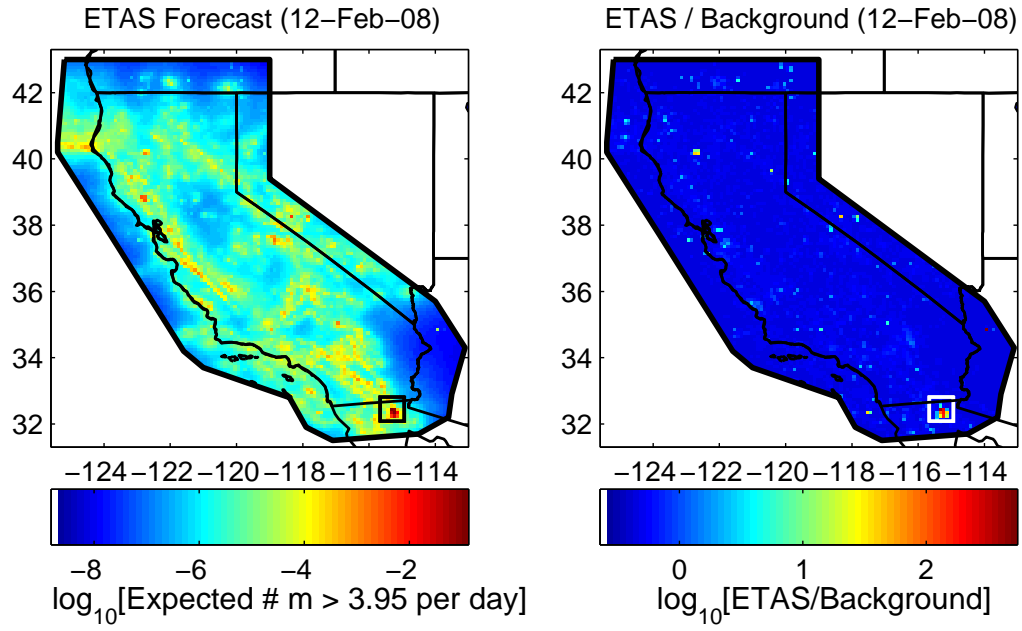 ETAS Forecast (12−Feb−08)
42
40
38
36
34
32
−124 −122 −120 −118 −116 −114
−8 −6 −4 −2
log10[Expected # m > 3.95 per day]
ETAS / Background (12−Feb−08)
42
40
38
36
34
32
−124 −122 −120 −118 −116 −114
0 1 2
log10[ETAS/Background]